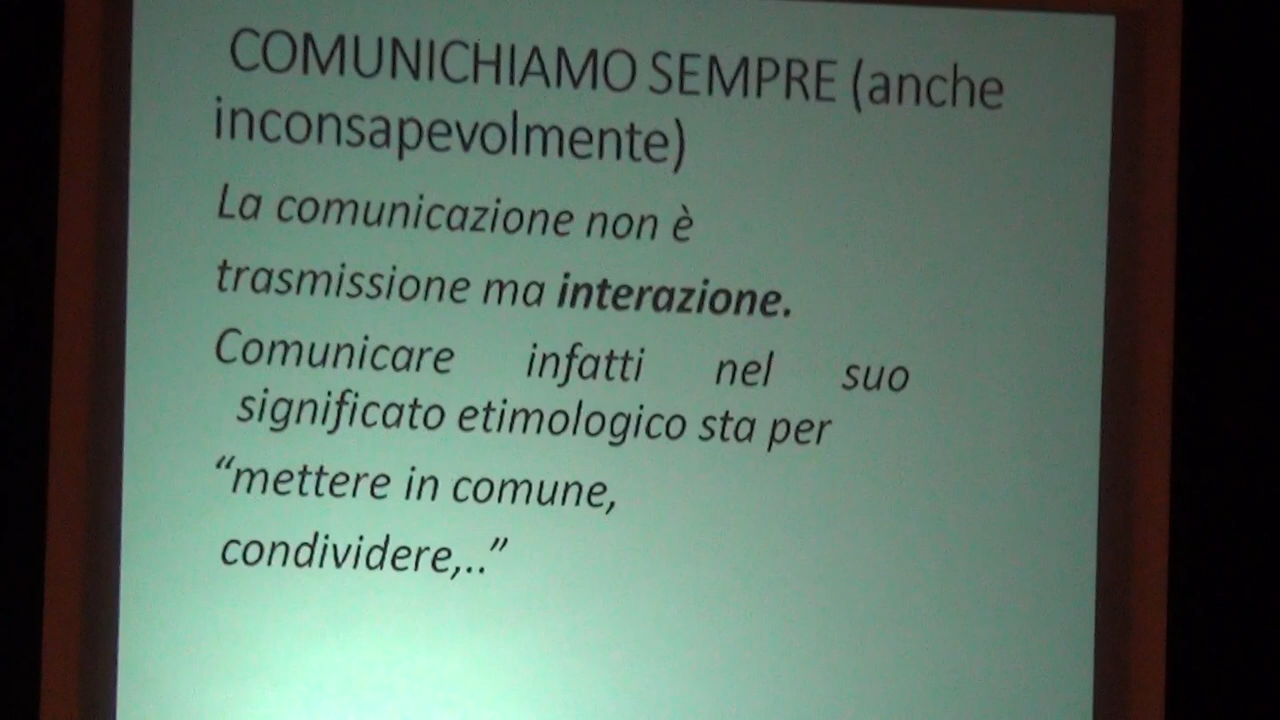 COMUNICHIAMO SEMPRE (anche
inconsapevolmente)
La comunicazione non è
trasmissione ma interazione.
Comunicare infatti nel suo
significato etimologico sta per
“mettere in comune,
condividere,..”